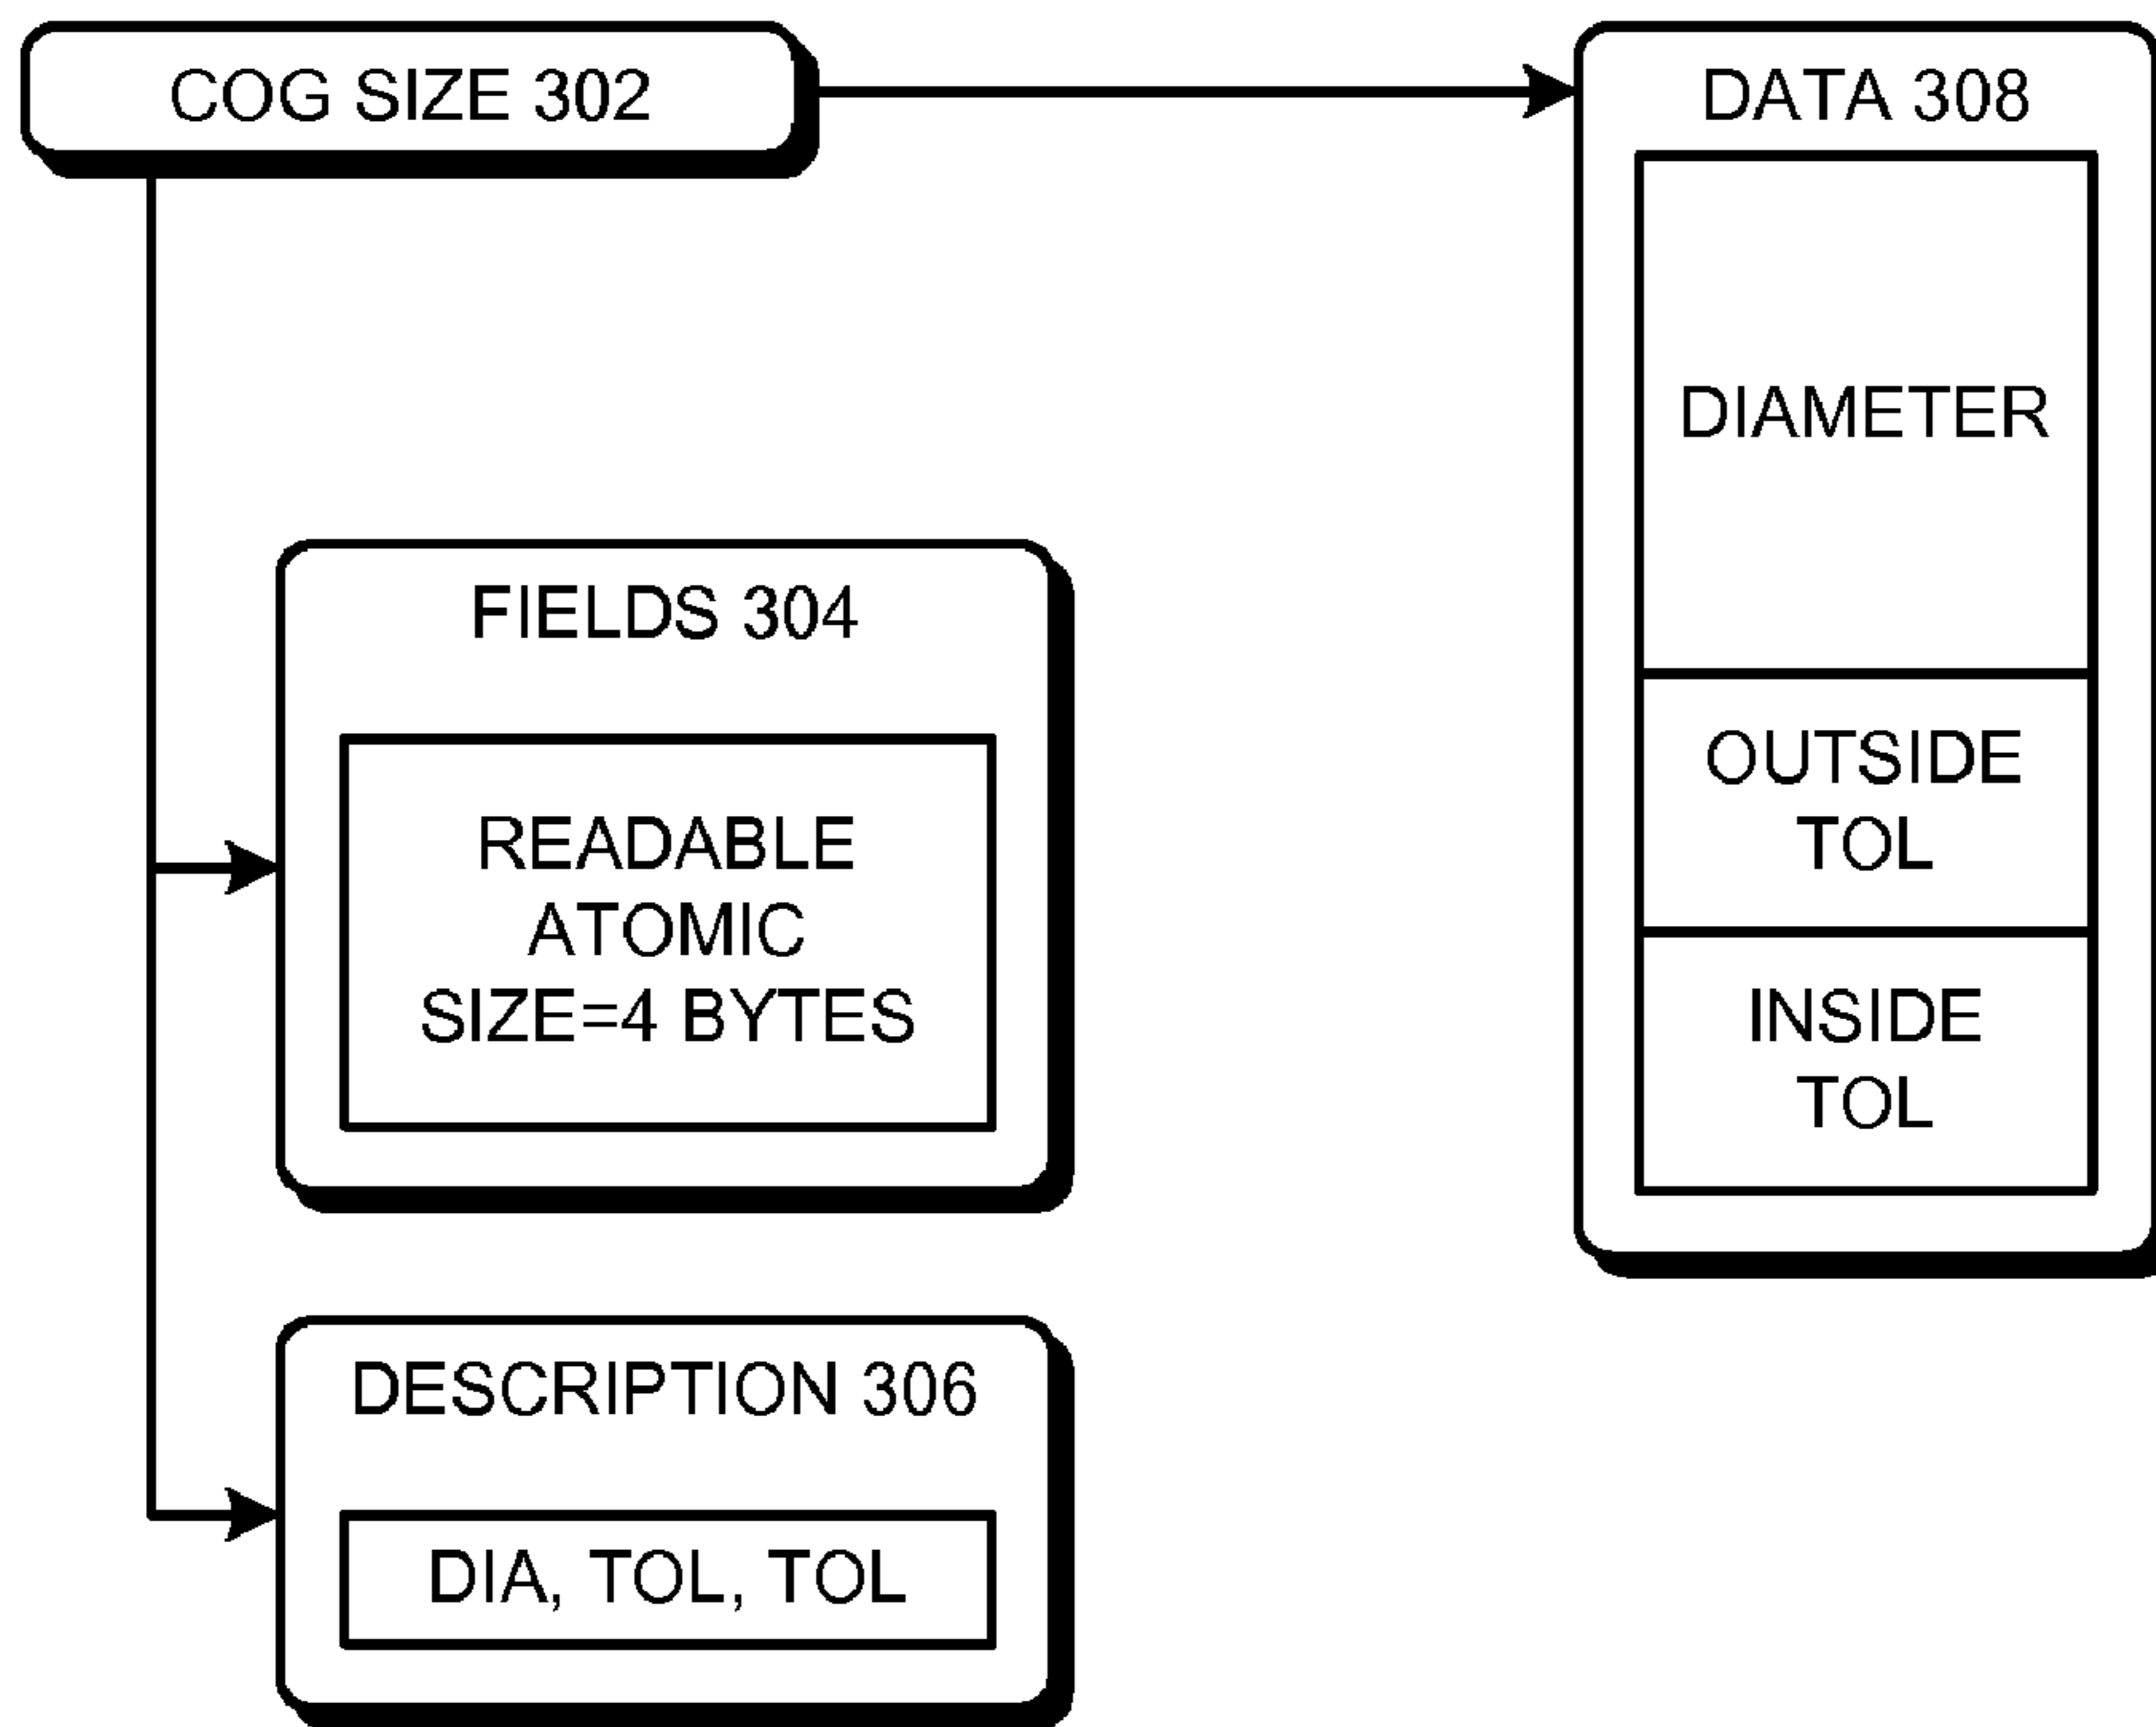 COG SIZE 302
DATA 308
DIAMETER
OUTSIDE
TOL
INSIDE
TOL
FIELDS 304
READABLE
ATOMIC
SIZE=4 BYTES
DESCRIPTION 306
DIA, TOL, TOL